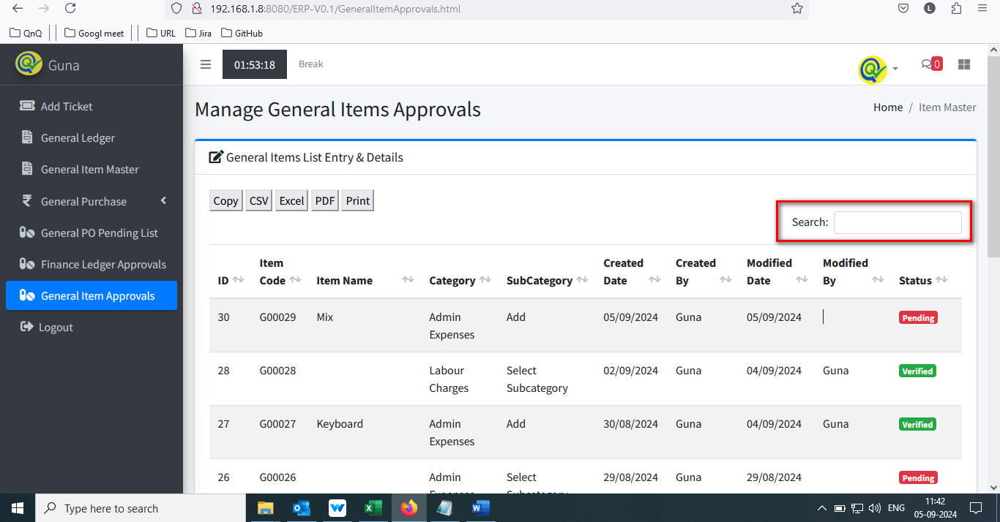 192.168.1.8:8080/ERP-V0.1/GeneralItemApprovals.html
L
QnQ Googl meet URL Jira GitHub
Guna
01:53:18 Break
0
Add Ticket
General Ledger
General Item Master
General Purchase
General PO Pending List
Finance Ledger Approvals
General Item Approvals
Logout
Manage General Items Approvals
Home / Item Master
General Items List Entry & Details
Copy CSV Excel PDF Print
Search:
ID Item Code Item Name Category SubCategory Created Date Created By Modified Date Modified By Status
30 G00029 Mix Admin Expenses Add 05/09/2024 Guna 05/09/2024 Pending
28 G00028 Labour Charges Select Subcategory 02/09/2024 Guna 04/09/2024 Guna Verified
27 G00027 Keyboard Admin Expenses Add 30/08/2024 Guna 04/09/2024 Guna Verified
26 G00026 Admin Expenses Select Subcategory 29/08/2024 Guna 29/08/2024 Pending
Type here to search
ENG
11:42
05-09-2024